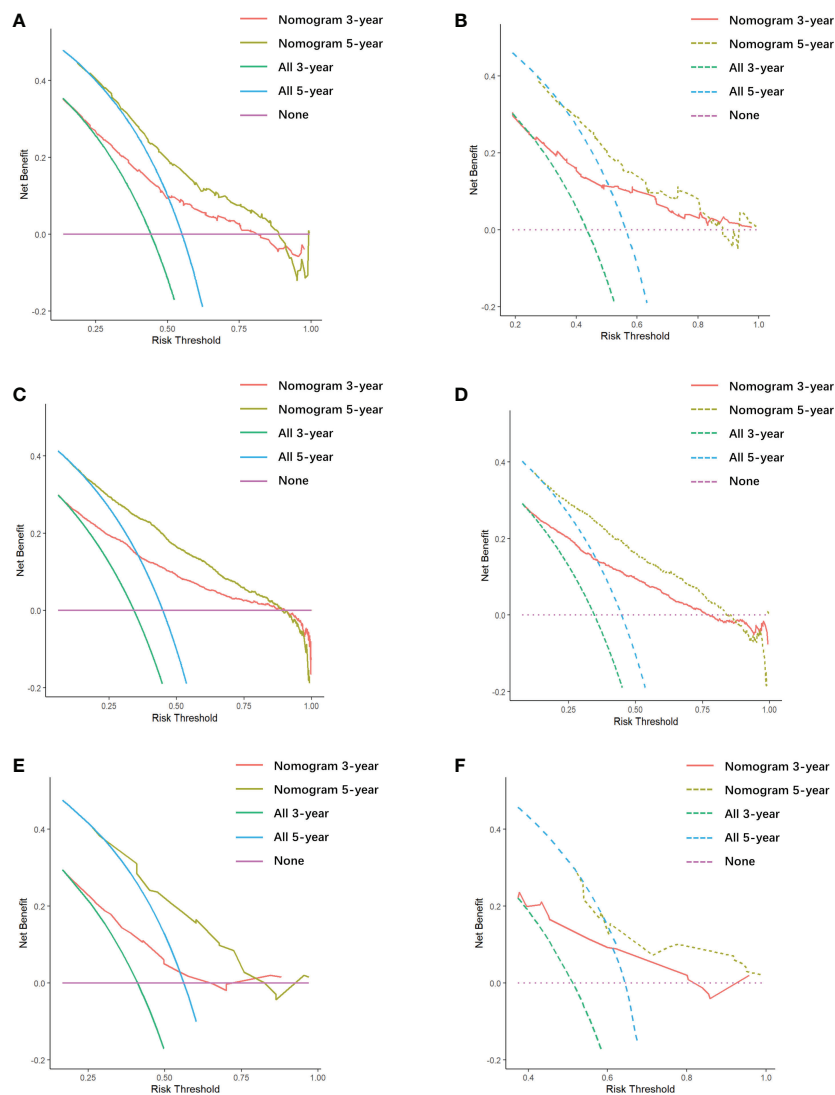 A
Nomogram 3-year
Nomogram 5-year
All 3-year
All 5-year
None
Net Benefit
0.4
0.2
0.0
-0.2
0.25
0.50
0.75
1.00
Risk Threshold
B
Nomogram 3-year
Nomogram 5-year
All 3-year
All 5-year
None
Net Benefit
0.4
0.2
0.0
-0.2
0.2
0.4
0.6
0.8
1.0
Risk Threshold
C
Nomogram 3-year
Nomogram 5-year
All 3-year
All 5-year
None
Net Benefit
0.4
0.2
0.0
-0.2
0.25
0.50
0.75
1.00
Risk Threshold
D
Nomogram 3-year
Nomogram 5-year
All 3-year
All 5-year
None
Net Benefit
0.4
0.2
0.0
-0.2
0.25
0.50
0.75
1.00
Risk Threshold
E
Nomogram 3-year
Nomogram 5-year
All 3-year
All 5-year
None
Net Benefit
0.4
0.2
0.0
-0.2
0.25
0.50
0.75
1.00
Risk Threshold
F
Nomogram 3-year
Nomogram 5-year
All 3-year
All 5-year
None
Net Benefit
0.4
0.2
0.0
-0.2
0.4
0.6
0.8
1.0
Risk Threshold